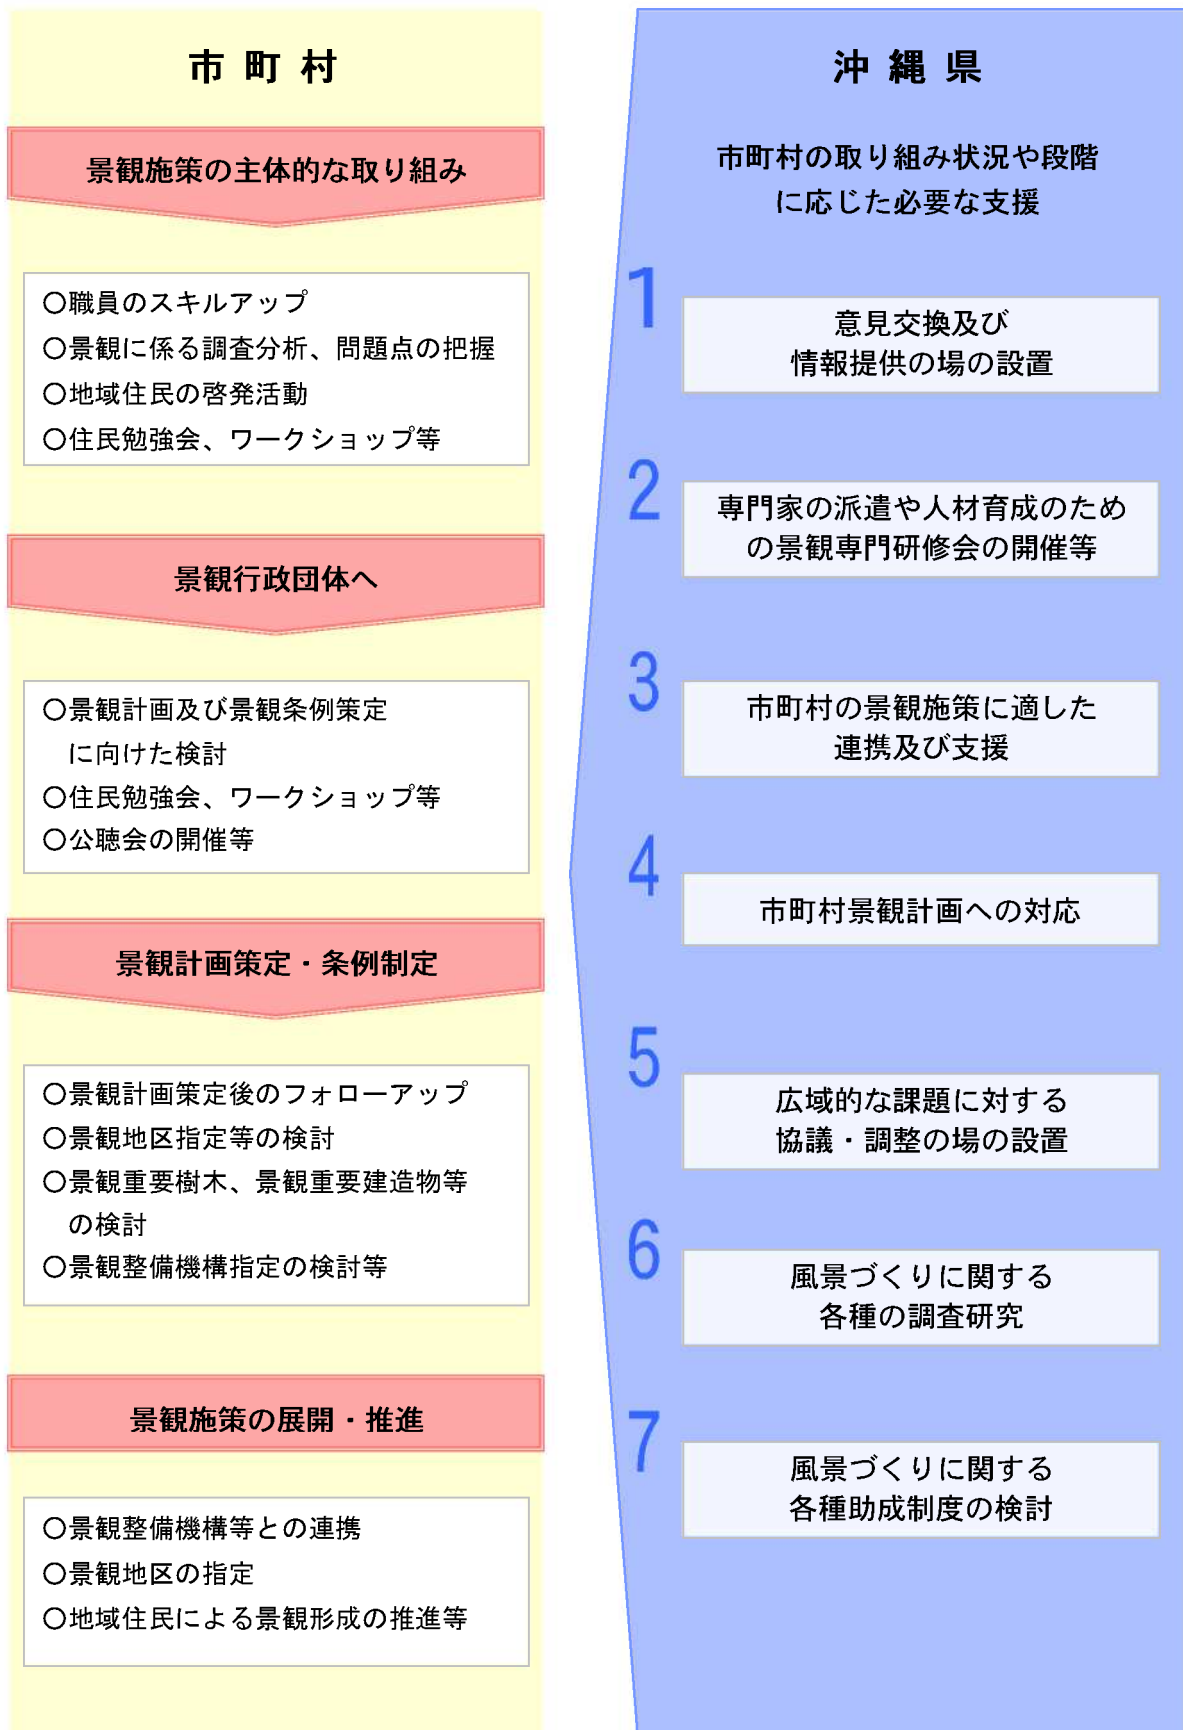 市町村
景観施策の主体的な取り組み
○職員のスキルアップ
○景観に係る調査分析、問題点の把握
○地域住民の啓発活動
○住民勉強会、ワークショップ等
景観行政団体へ
○景観計画及び景観条例策定
に向けた検討
○住民勉強会、ワークショップ等
○公聴会の開催等
景観計画策定・条例制定
○景観計画策定後のフォローアップ
○景観地区指定等の検討
○景観重要樹木、景観重要建造物等
の検討
○景観整備機構指定の検討等
景観施策の展開・推進
○景観整備機構等との連携
○景観地区の指定
○地域住民による景観形成の推進等
沖縄県
市町村の取り組み状況や段階
に応じた必要な支援
1
意見交換及び
情報提供の場の設置
2
専門家の派遣や人材育成のため
の景観専門研修会の開催等
3
市町村の景観施策に適した
連携及び支援
4
市町村景観計画への対応
5
広域的な課題に対する
協議・調整の場の設置
6
風景づくりに関する
各種の調査研究
7
風景づくりに関する
各種助成制度の検討